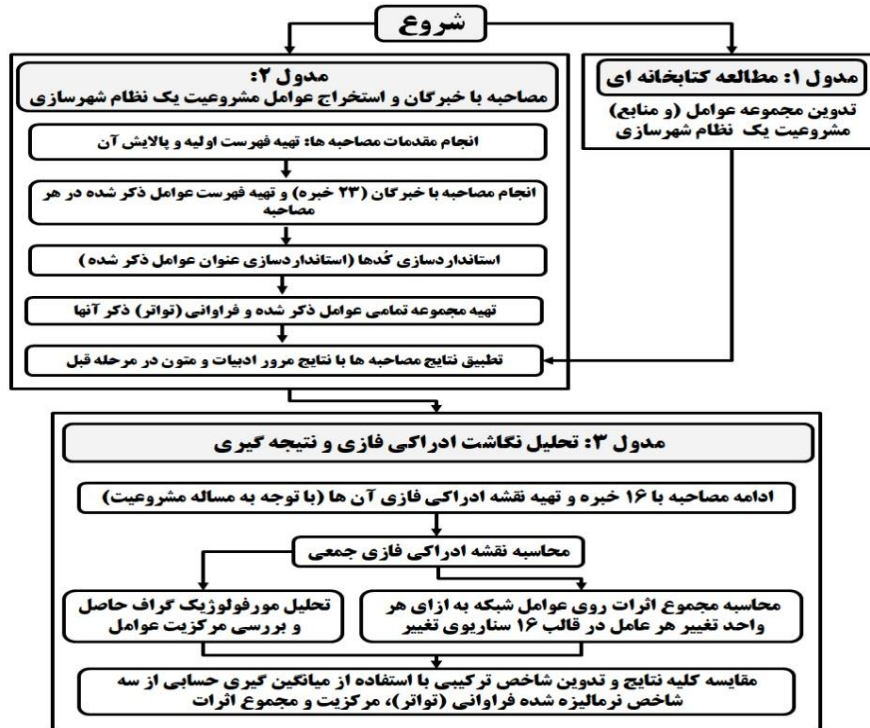 شروع
مدول ۱: مطالعه کتابخانه ای
تدوین مجموعه عوامل (و منابع)
مشروعیت یک نظام شهرسازی
مدول ۲:
مصاحبه با خبرگان و استخراج عوامل مشروعیت یک نظام شهرسازی
انجام مقدمات مصاحبه ها: تهیه فهرست اولیه و پالایش آن
انجام مصاحبه با خبرگان (۲۳ خبره) و تهیه فهرست عوامل ذکر شده در هر
مصاحبه
استانداردسازی کُدها (استانداردسازی عنوان عوامل ذکر شده)
تهیه مجموعه تمامی عوامل ذکر شده و فراوانی (تواتر) ذکر آنها
تطبیق نتایج مصاحبه ها با نتایج مرور ادبیات و متون در مرحله قبل
مدول ۳: تحلیل نگاشت ادراکی فازی و نتیجه گیری
ادامه مصاحبه با ۱۶ خبره و تهیه نقشه ادراکی فازی آن ها (با توجه به مساله مشروعیت)
محاسبه نقشه ادراکی فازی جمعی
محاسبه مجموع اثرات روی عوامل شبکه به ازای هر
واحد تغییر هر عامل در قالب ۱۶ سناریوی تغییر
تحلیل مورفولوژیک گراف حاصل
و بررسی مرکزیت عوامل
مقایسه کلیه نتایج و تدوین شاخص ترکیبی با استفاده از میانگین گیری حسابی از سه
شاخص نرمالیزه شده فراوانی (تواتر)، مرکزیت و مجموع اثرات